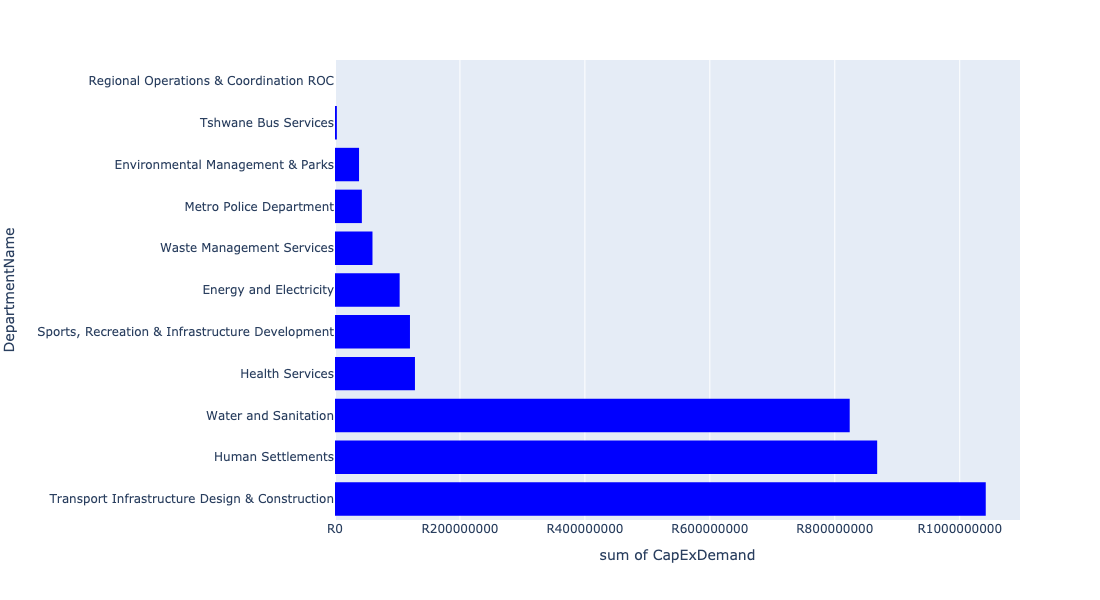 DepartmentName
Regional Operations & Coordination ROC
Tshwane Bus Services
Environmental Management & Parks
Metro Police Department
Waste Management Services
Energy and Electricity
Sports, Recreation & Infrastructure Development
Health Services
Water and Sanitation
Human Settlements
Transport Infrastructure Design & Construction
R0 R200000000 R400000000 R600000000 R800000000 R1000000000
sum of CapExDemand